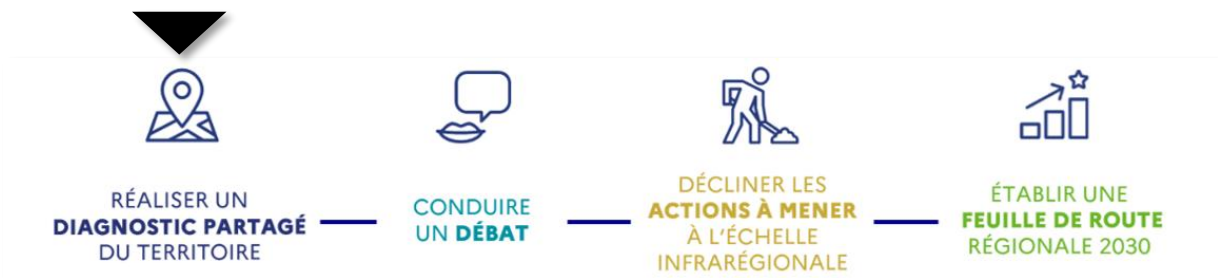 RÉALISER UN
DIAGNOSTIC PARTAGÉ
DU TERRITOIRE
CONDUIRE
UN DÉBAT
DÉCLINER LES
ACTIONS À MENER
À L'ÉCHELLE
INFRARÉGIONALE
ÉTABLIR UNE
FEUILLE DE ROUTE
RÉGIONALE 2030